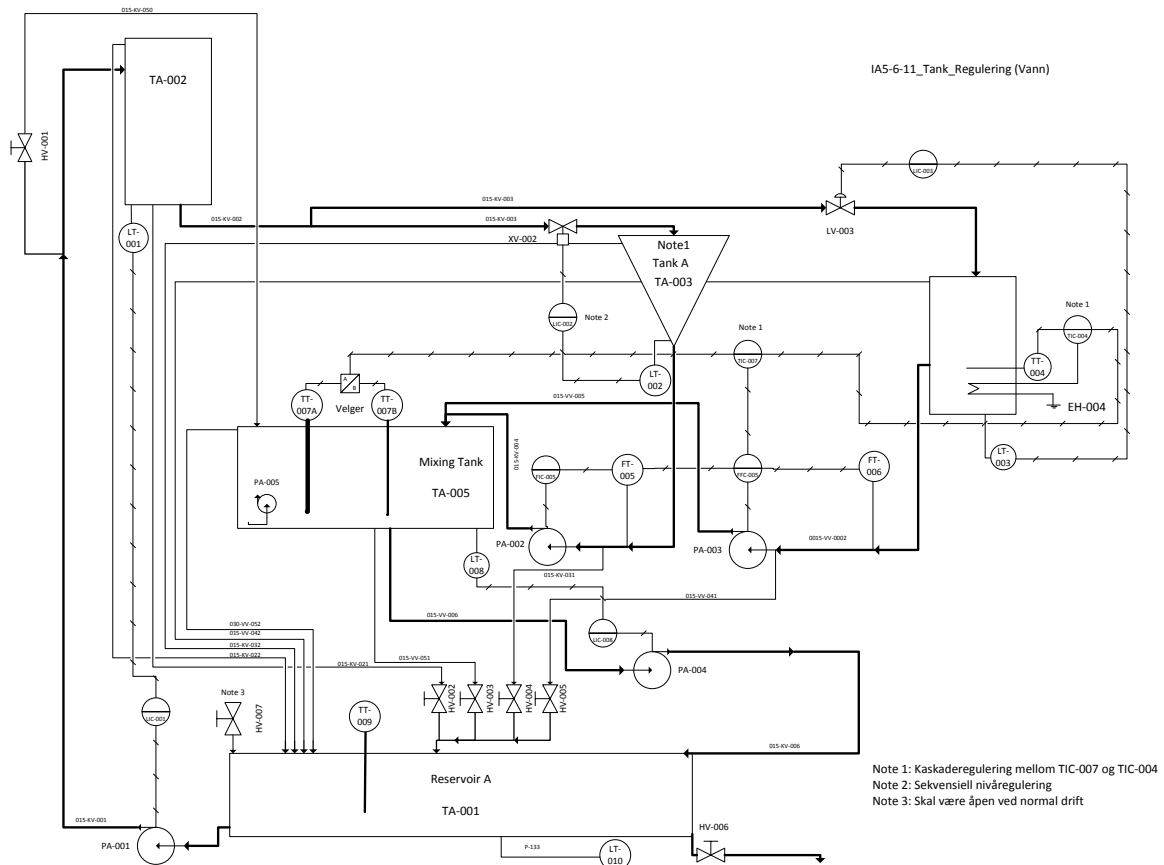 015-KV-050
TA-002
IA5-6-11_Tank_Regulering (Vann)
HV-001
LIC-003
015-KV-003
015-KV-002
015-KV-003
LV-003
LT-
001
XV-002
Note1
Tank A
TA-003
LIC-002
Note 2
Note 1
TIC-007
Note 1
TIC-004
TT-
004
LT-
002
A
B
TT-
007A
Velger
TT-
007B
015-VV-005
EH-004
015-KV-004
Mixing Tank
TA-005
PA-005
FIC-005
FT-
005
FFC-005
FT-
006
LT-
003
PA-002
PA-003
0015-VV-0002
LT-
008
015-KV-031
015-VV-041
015-VV-006
030-VV-052
015-VV-042
015-KV-032
015-KV-022
LIC-008
015-KV-021
015-VV-051
PA-004
HV-002
HV-003
HV-004
HV-005
LIC-001
Note 3
HV-007
TT-
009
015-KV-006
Reservoir A
TA-001
Note 1: Kaskaderegulering mellom TIC-007 og TIC-004
Note 2: Sekvensiell nivåregulering
Note 3: Skal være åpen ved normal drift
015-KV-001
PA-001
HV-006
P-133
LT-
010